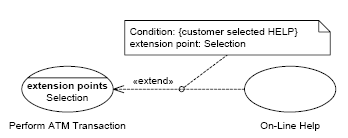 Condition: {customer selected HELP}
extension point: Selection
«extend»
extension points
Selection
Perform ATM Transaction
On-Line Help